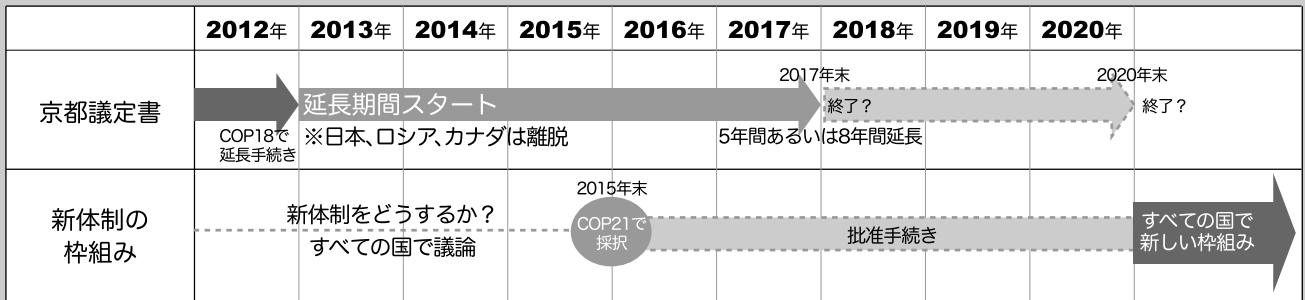 2012年 2013年 2014年 2015年 2016年 2017年 2018年 2019年 2020年
2017年末 2020年末
京都議定書
延長期間スタート
終了？
終了？
COP18で
延長手続き
※日本、ロシア、カナダは離脱
5年間あるいは8年間延長
新体制の
枠組み
新体制をどうするか？
すべての国で議論
2015年末
COP21で
採択
批准手続き
すべての国で
新しい枠組み